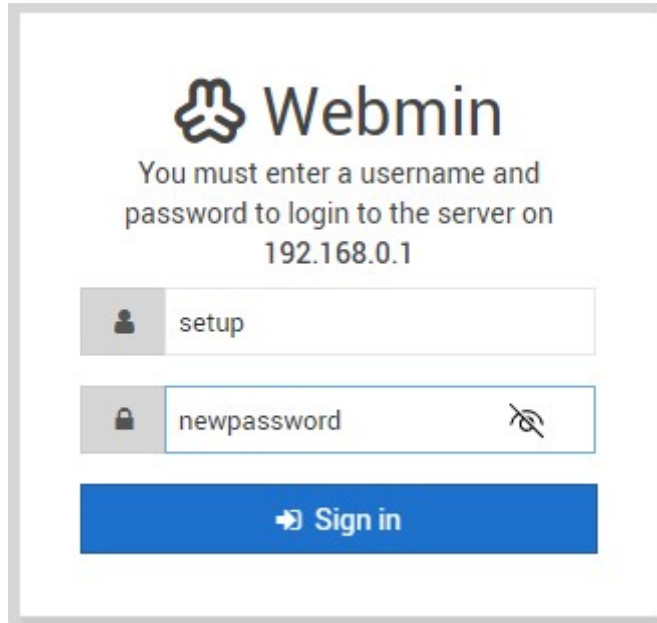 Webmin
You must enter a username and
password to login to the server on
192.168.0.1
setup
newpassword
Sign in